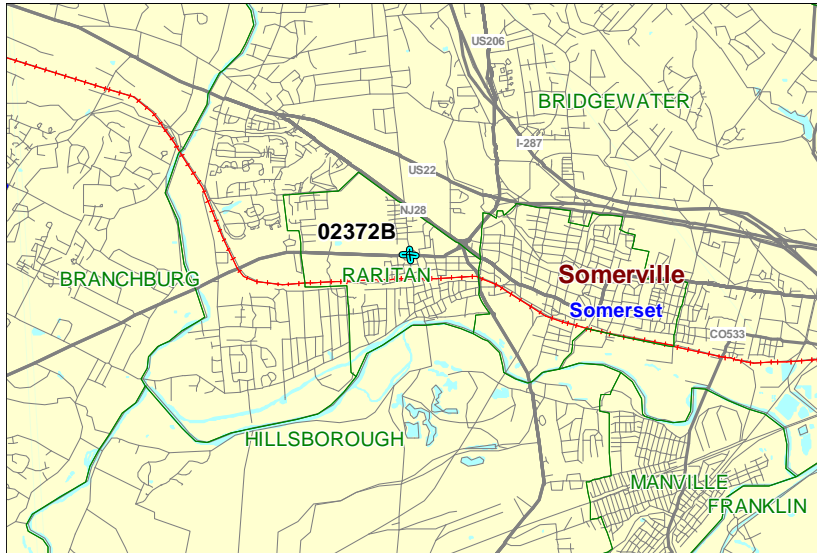 US206
BRIDGEWATER
I-287
US22
NJ28
02372B
BRANCHBURG
RARITAN
Somerville
Somerset
CO533
HILLSBOROUGH
MANVILLE
FRANKLIN